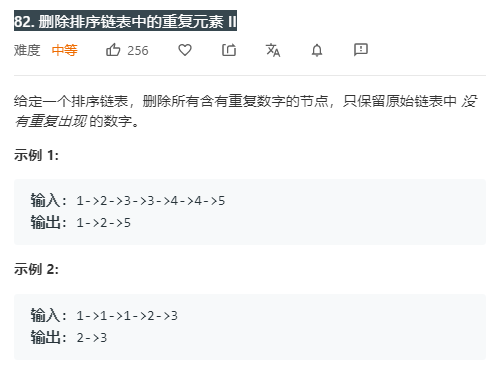 82. 删除排序链表中的重复元素 II
难度 中等 256
给定一个排序链表，删除所有含有重复数字的节点，只保留原始链表中 没
有重复出现 的数字。
示例 1:
输入: 1->2->3->3->4->4->5
输出: 1->2->5
示例 2:
输入: 1->1->1->2->3
输出: 2->3